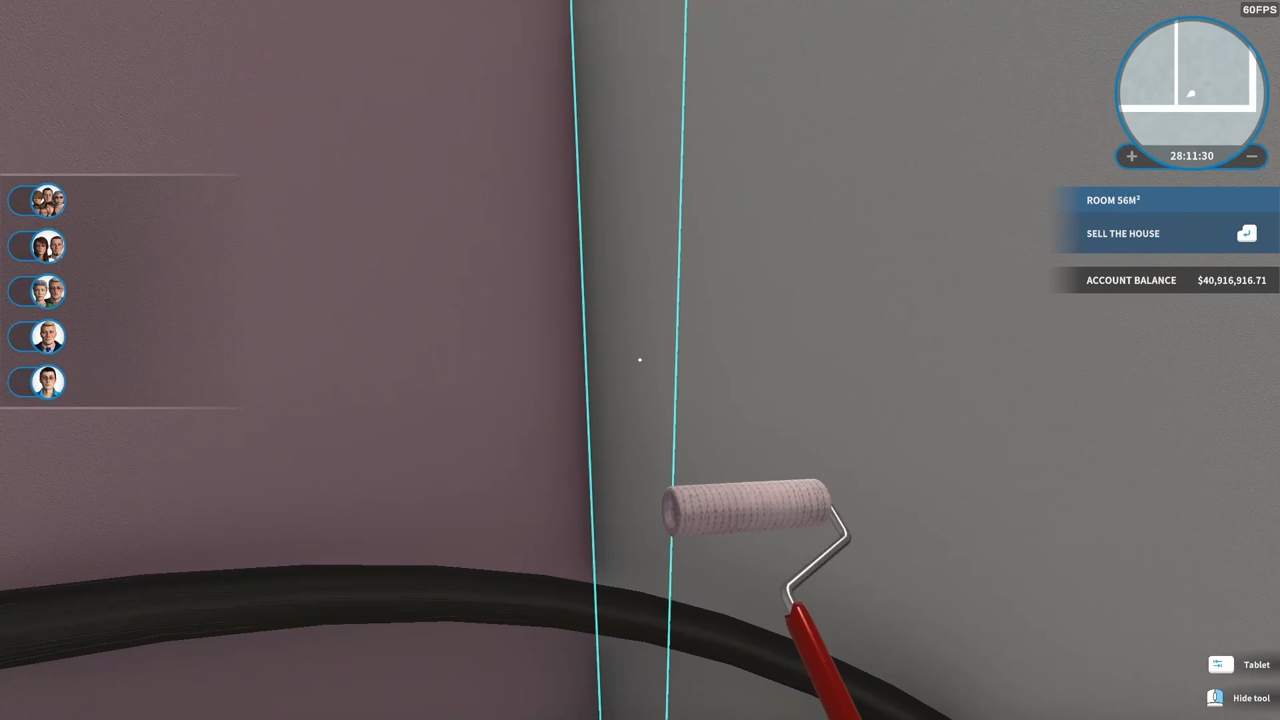 60FPS
28:11:30
ROOM 56M²
SELL THE HOUSE
ACCOUNT BALANCE $40,916,916.71
Tablet
Hide tool